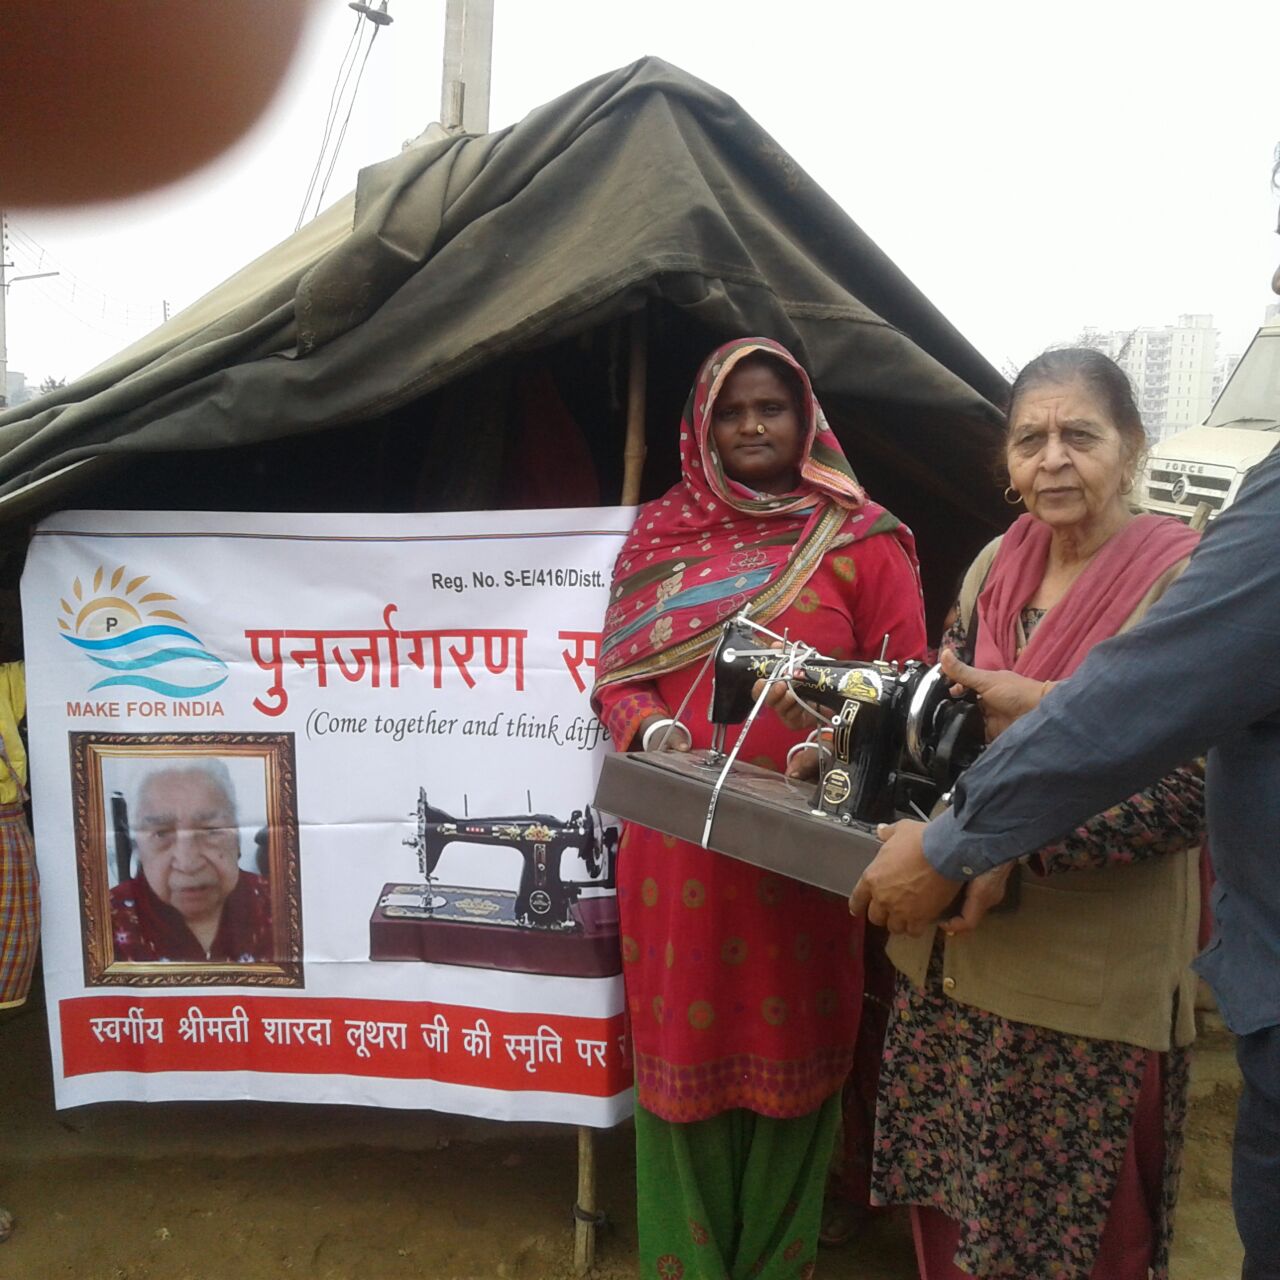 Reg. No. S-E/416/Distt.
पुनर्जागरण
P
MAKE FOR INDIA
(Come together and think
स्वर्गीय श्रीमती शारदा लूथरा जी की स्मृति पर
FORCE